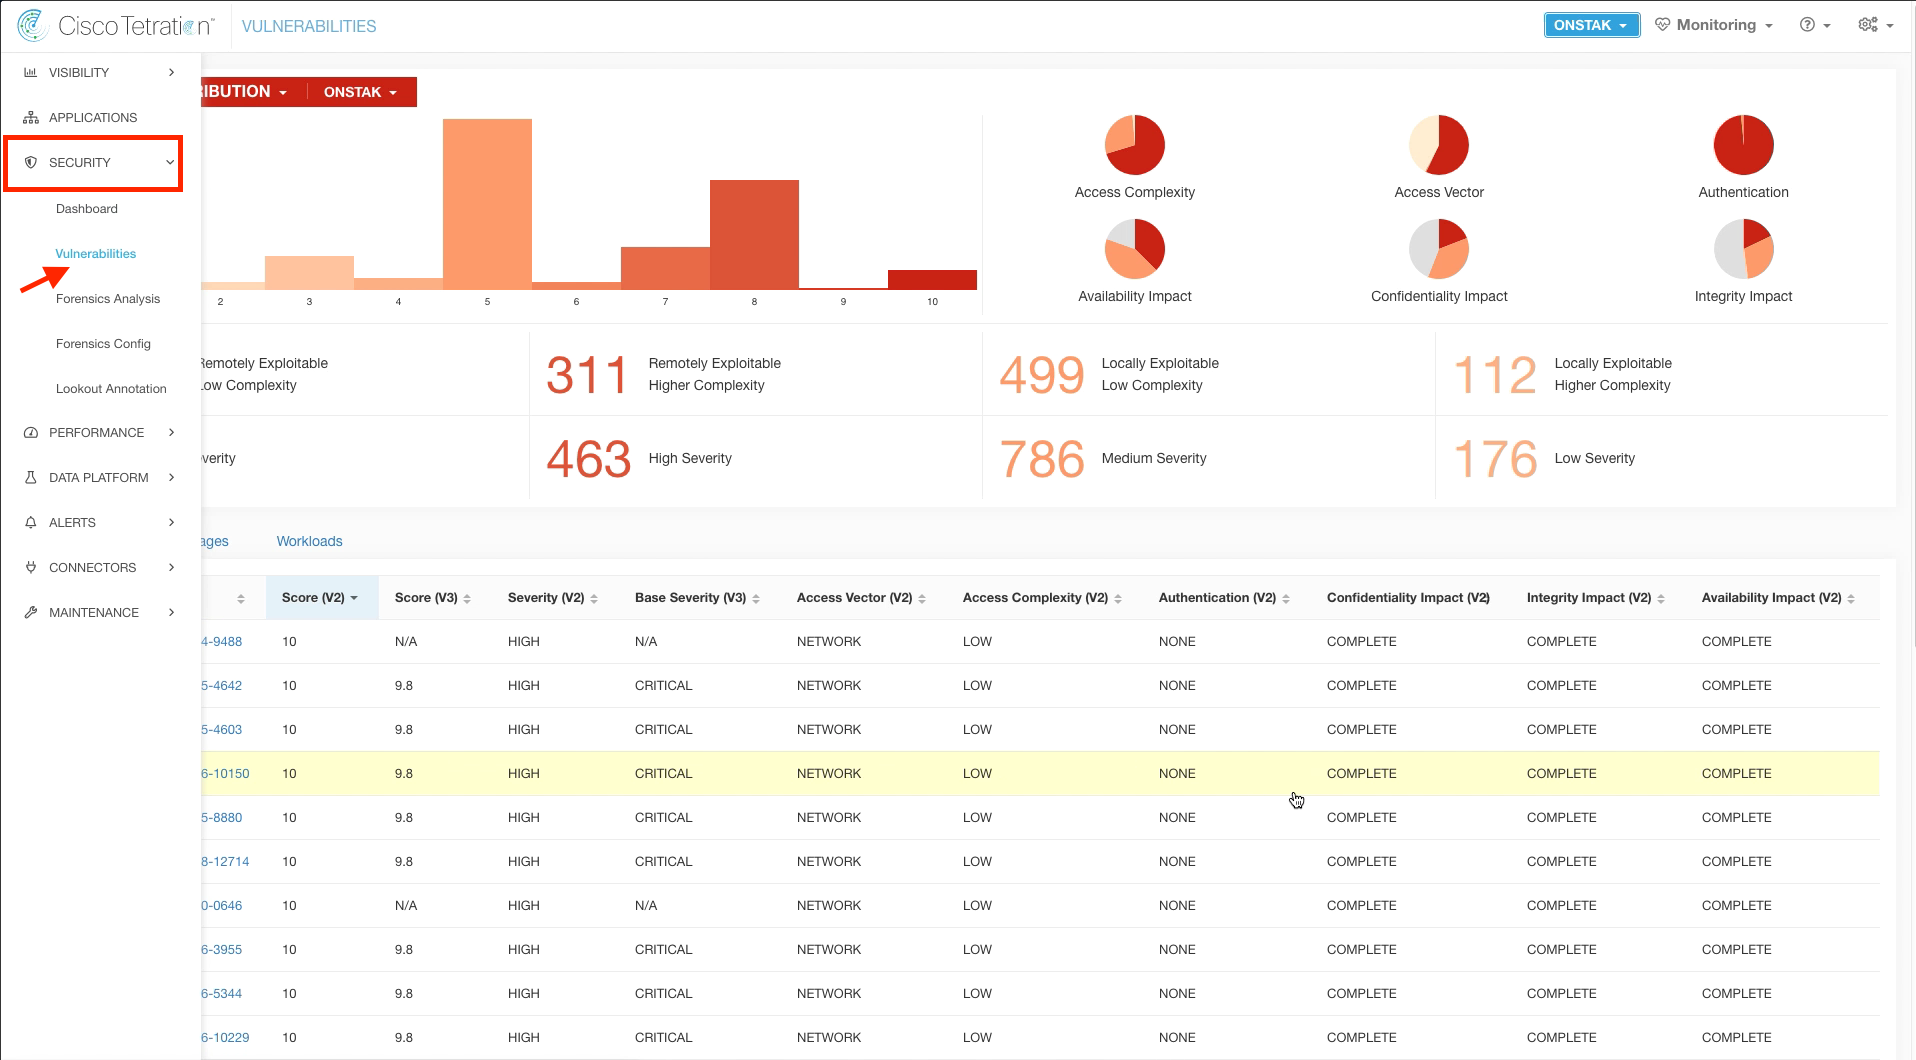 Cisco Tetration™ VULNERABILITIES ONSTAK Monitoring
VISIBILITY
APPLICATIONS
SECURITY
Dashboard
Vulnerabilities
Forensics Analysis
Forensics Config
Lookout Annotation
PERFORMANCE
DATA PLATFORM
ALERTS
CONNECTORS
MAINTENANCE
RIBUTION ONSTAK
2 3 4 5 6 7 8 9 10
Access Complexity Access Vector Authentication
Availability Impact Confidentiality Impact Integrity Impact
Remotely Exploitable
Low Complexity
311 Remotely Exploitable
Higher Complexity
499 Locally Exploitable
Low Complexity
112 Locally Exploitable
Higher Complexity
verity
463 High Severity
786 Medium Severity
176 Low Severity
ages Workloads
Score (V2) Score (V3) Severity (V2) Base Severity (V3) Access Vector (V2) Access Complexity (V2) Authentication (V2) Confidentiality Impact (V2) Integrity Impact (V2) Availability Impact (V2)
4-9488 10 N/A HIGH N/A NETWORK LOW NONE COMPLETE COMPLETE COMPLETE
5-4642 10 9.8 HIGH CRITICAL NETWORK LOW NONE COMPLETE COMPLETE COMPLETE
5-4603 10 9.8 HIGH CRITICAL NETWORK LOW NONE COMPLETE COMPLETE COMPLETE
6-10150 10 9.8 HIGH CRITICAL NETWORK LOW NONE COMPLETE COMPLETE COMPLETE
5-8880 10 9.8 HIGH CRITICAL NETWORK LOW NONE COMPLETE COMPLETE COMPLETE
8-12714 10 9.8 HIGH CRITICAL NETWORK LOW NONE COMPLETE COMPLETE COMPLETE
0-0646 10 N/A HIGH N/A NETWORK LOW NONE COMPLETE COMPLETE COMPLETE
6-3955 10 9.8 HIGH CRITICAL NETWORK LOW NONE COMPLETE COMPLETE COMPLETE
6-5344 10 9.8 HIGH CRITICAL NETWORK LOW NONE COMPLETE COMPLETE COMPLETE
6-10229 10 9.8 HIGH CRITICAL NETWORK LOW NONE COMPLETE COMPLETE COMPLETE